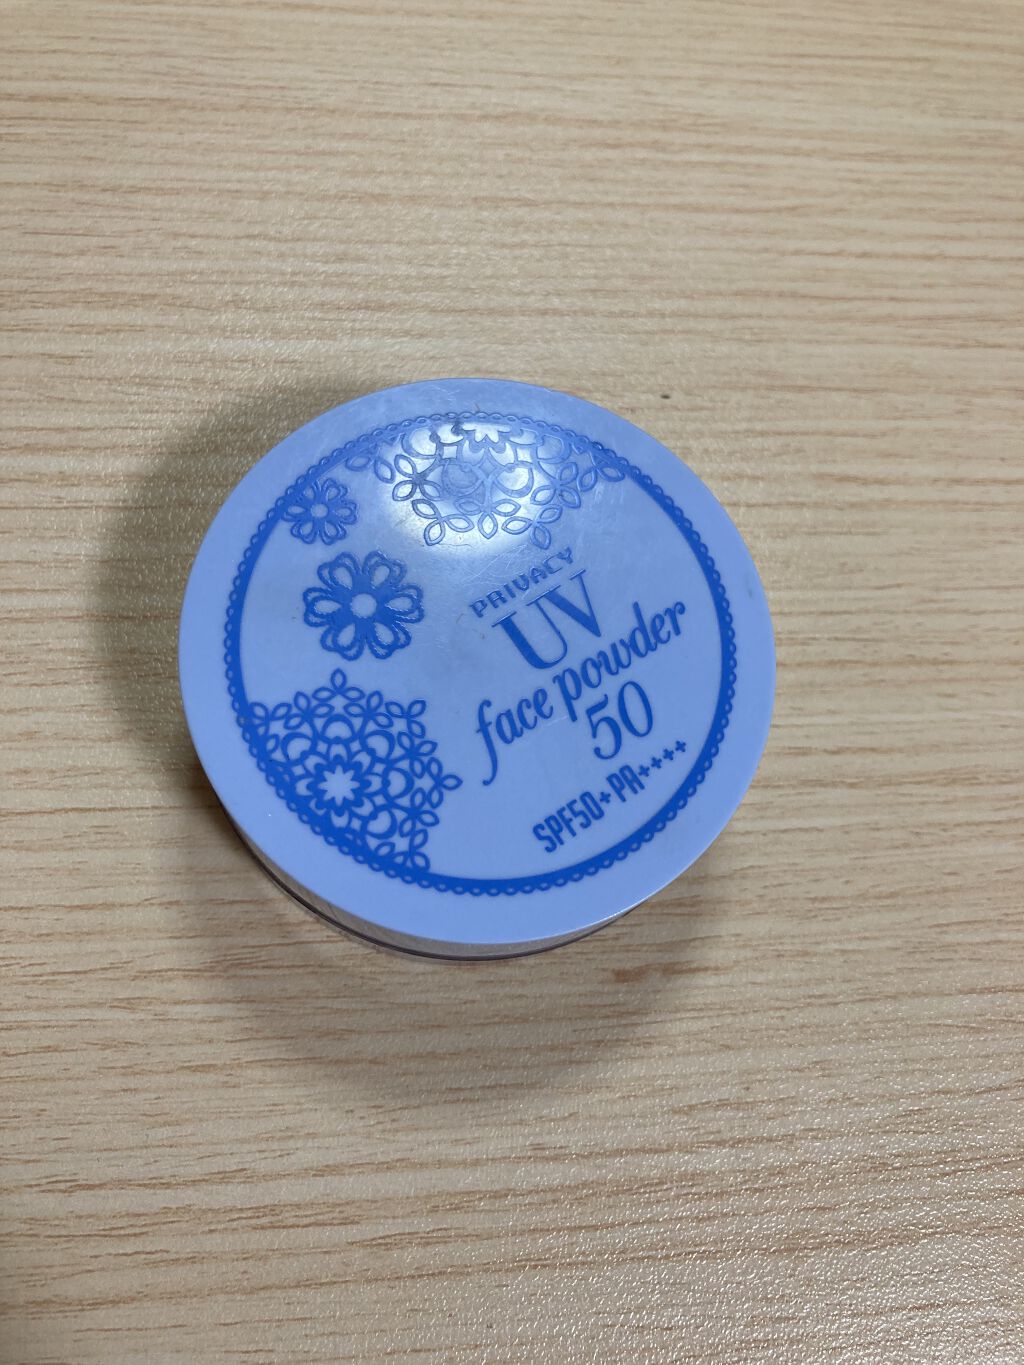 PRIVACY
UV
face powder
50
SPF50+PA++++